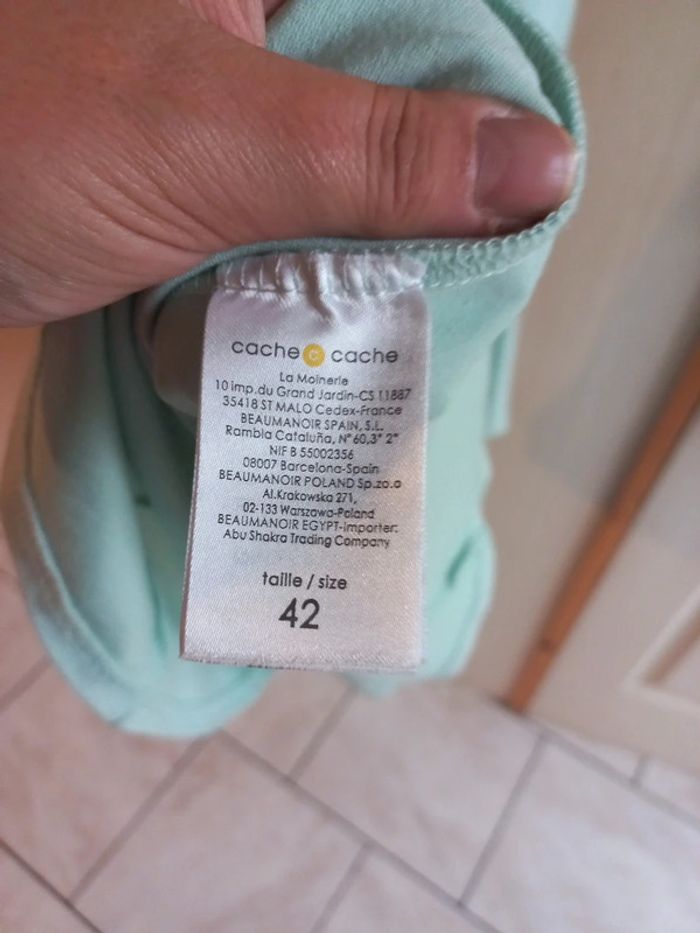 cache c cache
La Moinerie
10 imp.du Grand Jardin-CS 11887
35418 ST MALO Cedex-France
BEAUMANOIR SPAIN, S.L.
Rambla Cataluña, N°60,3° 2°
NIF B 55002356
08007 Barcelona-Spain
BEAUMANOIR POLAND Sp.zo.o
Al.Krakowska 271,
02-133 Warszawa-Poland
BEAUMANOIR EGYPT-Importer:
Abu Shakra Trading Company
taille / size
42